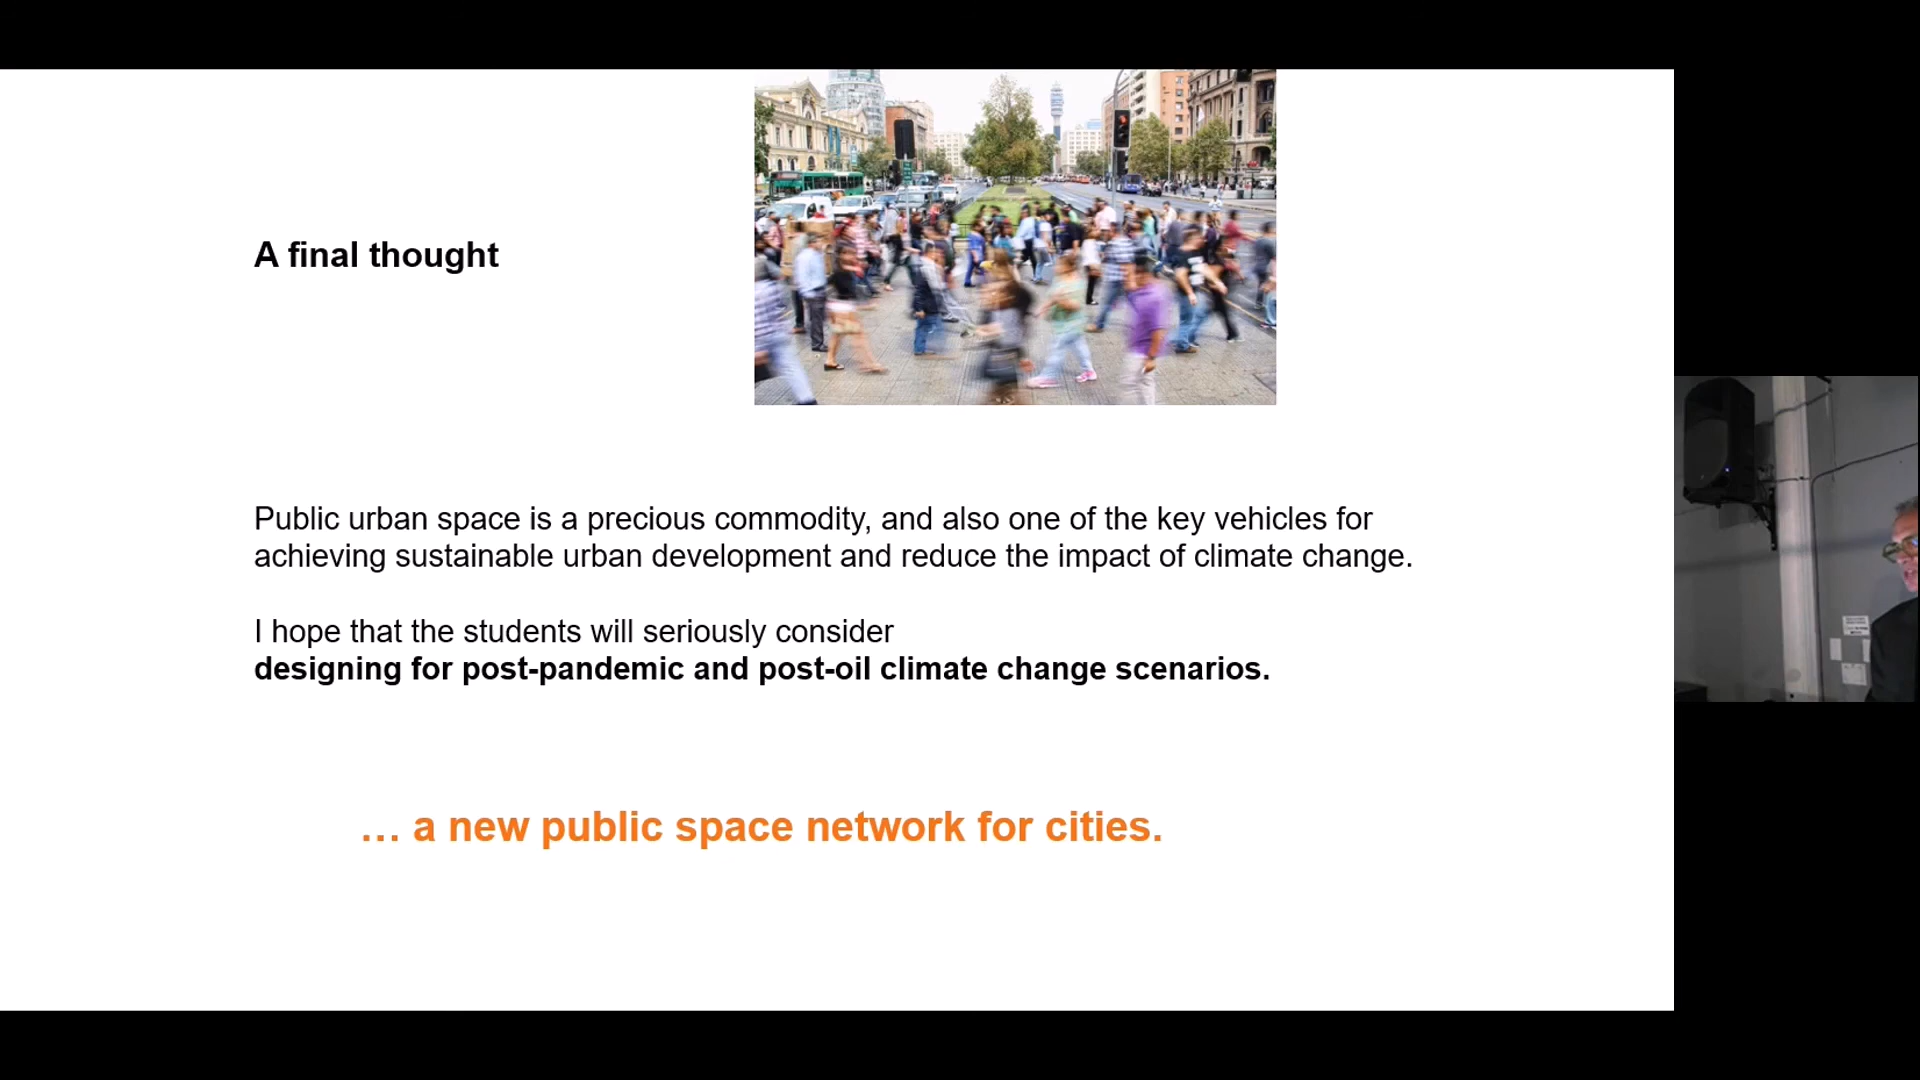 A final thought
Public urban space is a precious commodity, and also one of the key vehicles for
achieving sustainable urban development and reduce the impact of climate change.
I hope that the students will seriously consider
designing for post-pandemic and post-oil climate change scenarios.
… a new public space network for cities.